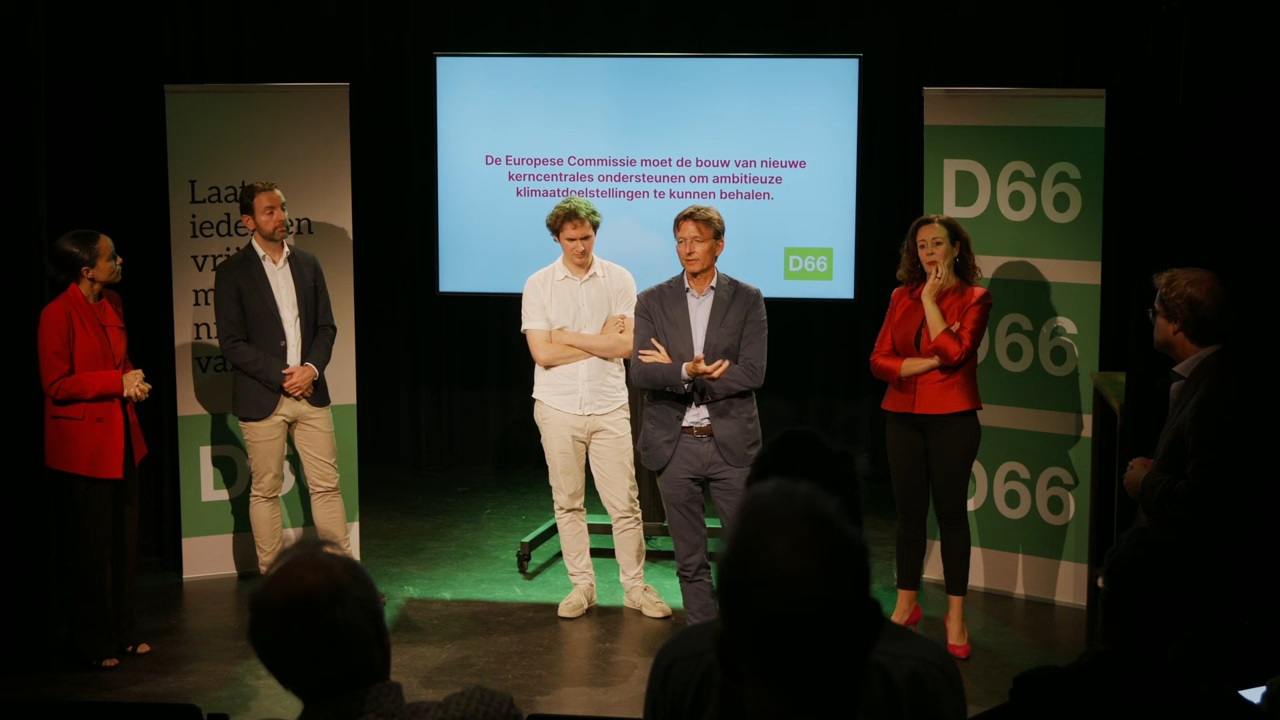 De Europese Commissie moet de bouw van nieuwe
kerncentrales ondersteunen om ambitieuze
klimaatdoelstellingen te kunnen behalen.
D66
Laat
iedereen
D66
D66
D66